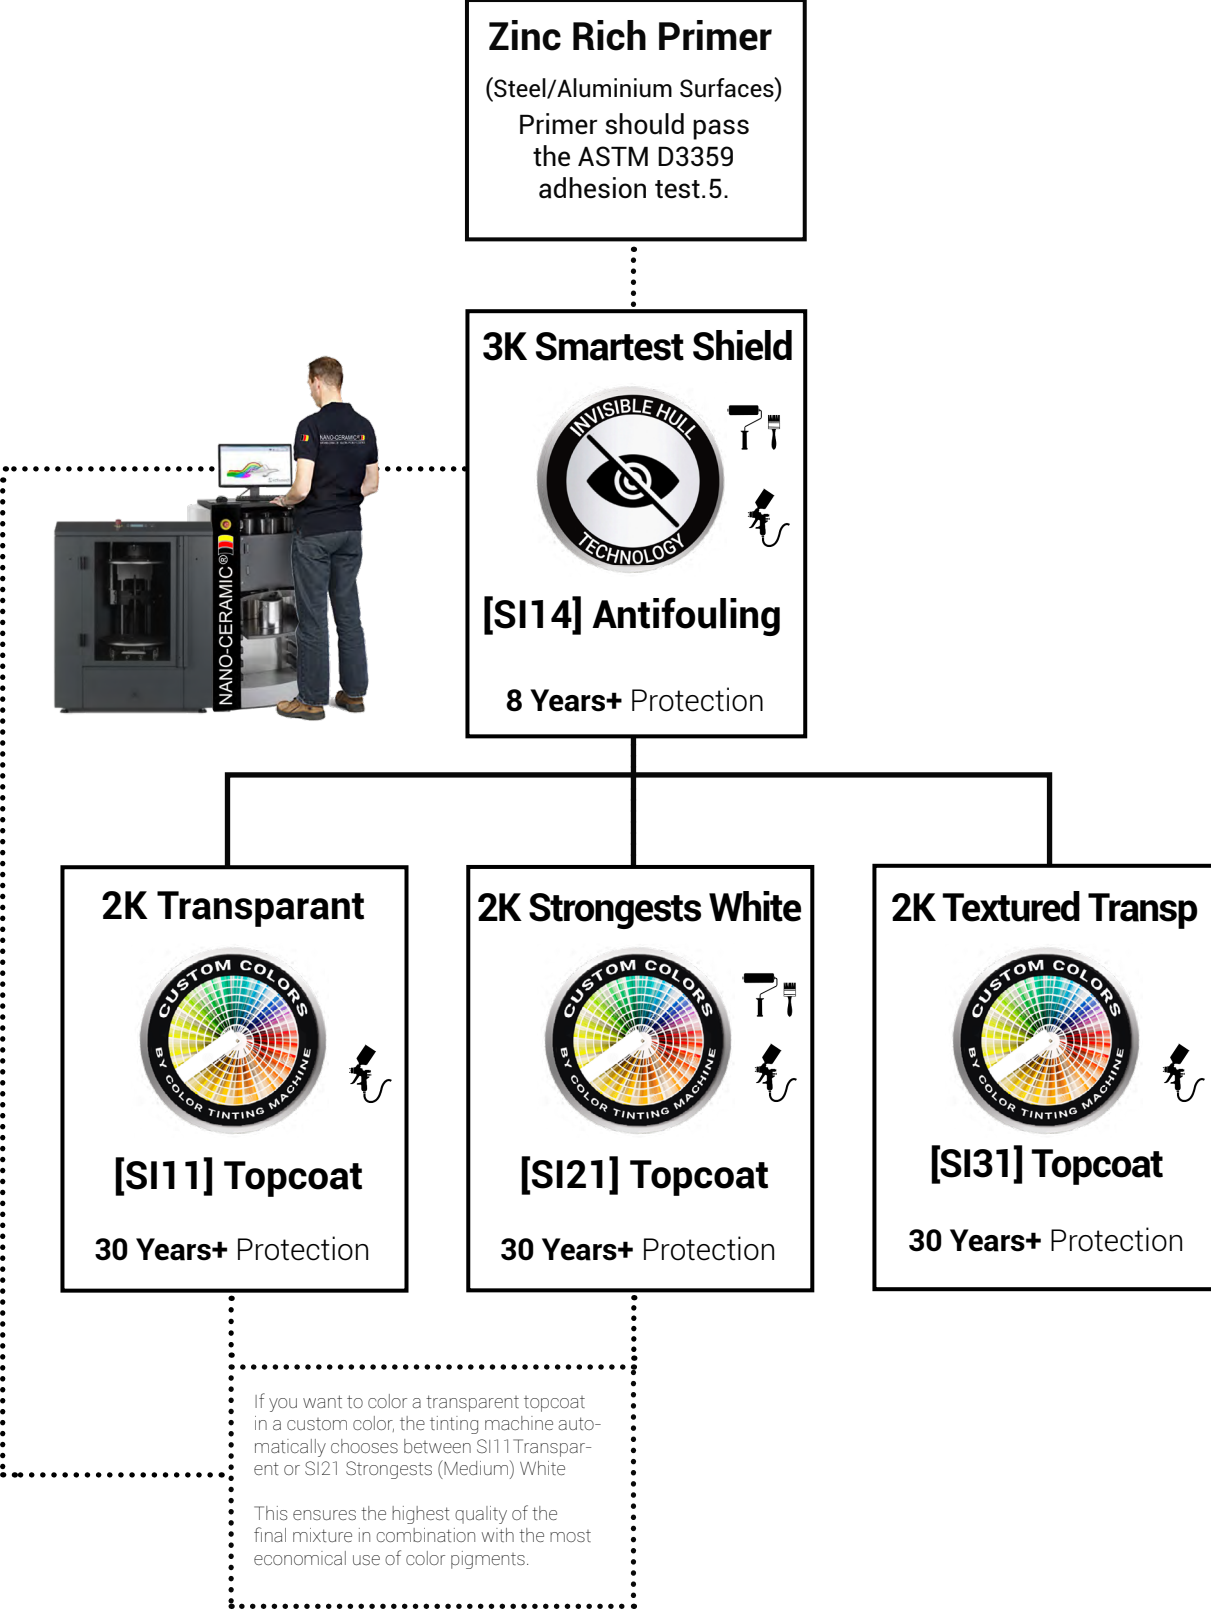 Zinc Rich Primer
(Steel/Aluminium Surfaces)
Primer should pass
the ASTM D3359
adhesion test.5.
3K Smartest Shield
INVISIBLE HULL
TECHNOLOGY
[SI14] Antifouling
8 Years+ Protection
NANO-CERAMIC®
NANO-CERAMIC®
2K Transparant
CUSTOM COLORS
BY COLOR TINTING MACHINE
[SI11] Topcoat
30 Years+ Protection
2K Strongests White
CUSTOM COLORS
BY COLOR TINTING MACHINE
[SI21] Topcoat
30 Years+ Protection
2K Textured Transp
CUSTOM COLORS
BY COLOR TINTING MACHINE
[SI31] Topcoat
30 Years+ Protection
If you want to color a transparent topcoat
in a custom color, the tinting machine auto-
matically chooses between SI11Transpar-
ent or SI21 Strongests (Medium) White
This ensures the highest quality of the
final mixture in combination with the most
economical use of color pigments.